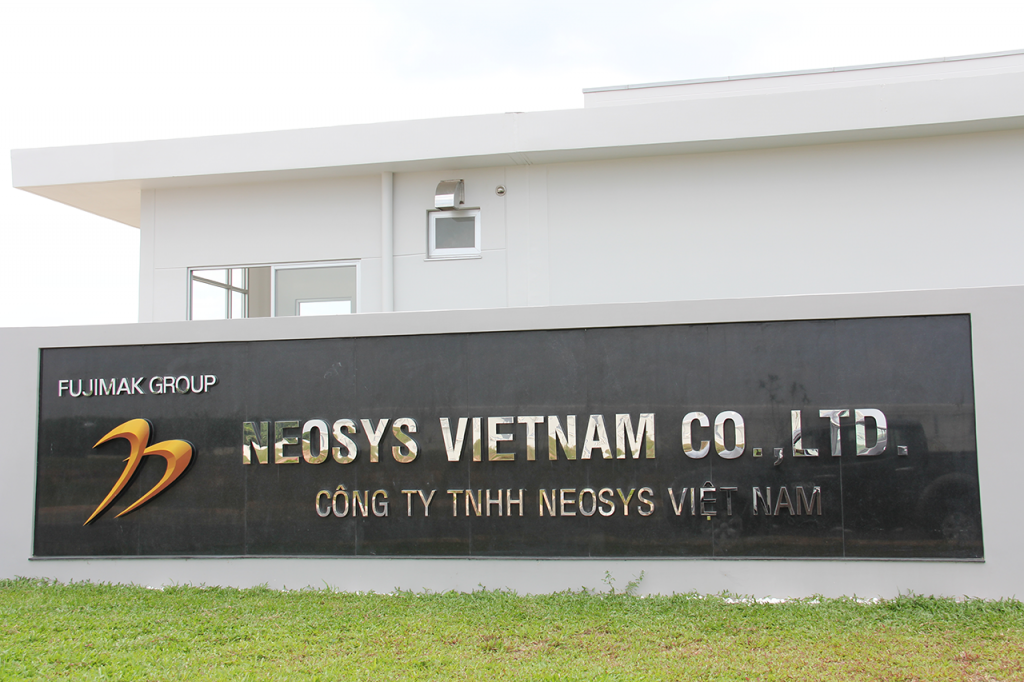 FUJIMAK GROUP
NEOSYS VIETNAM CO.,LTD.
CÔNG TY TNHH NEOSYS VIỆT NAM